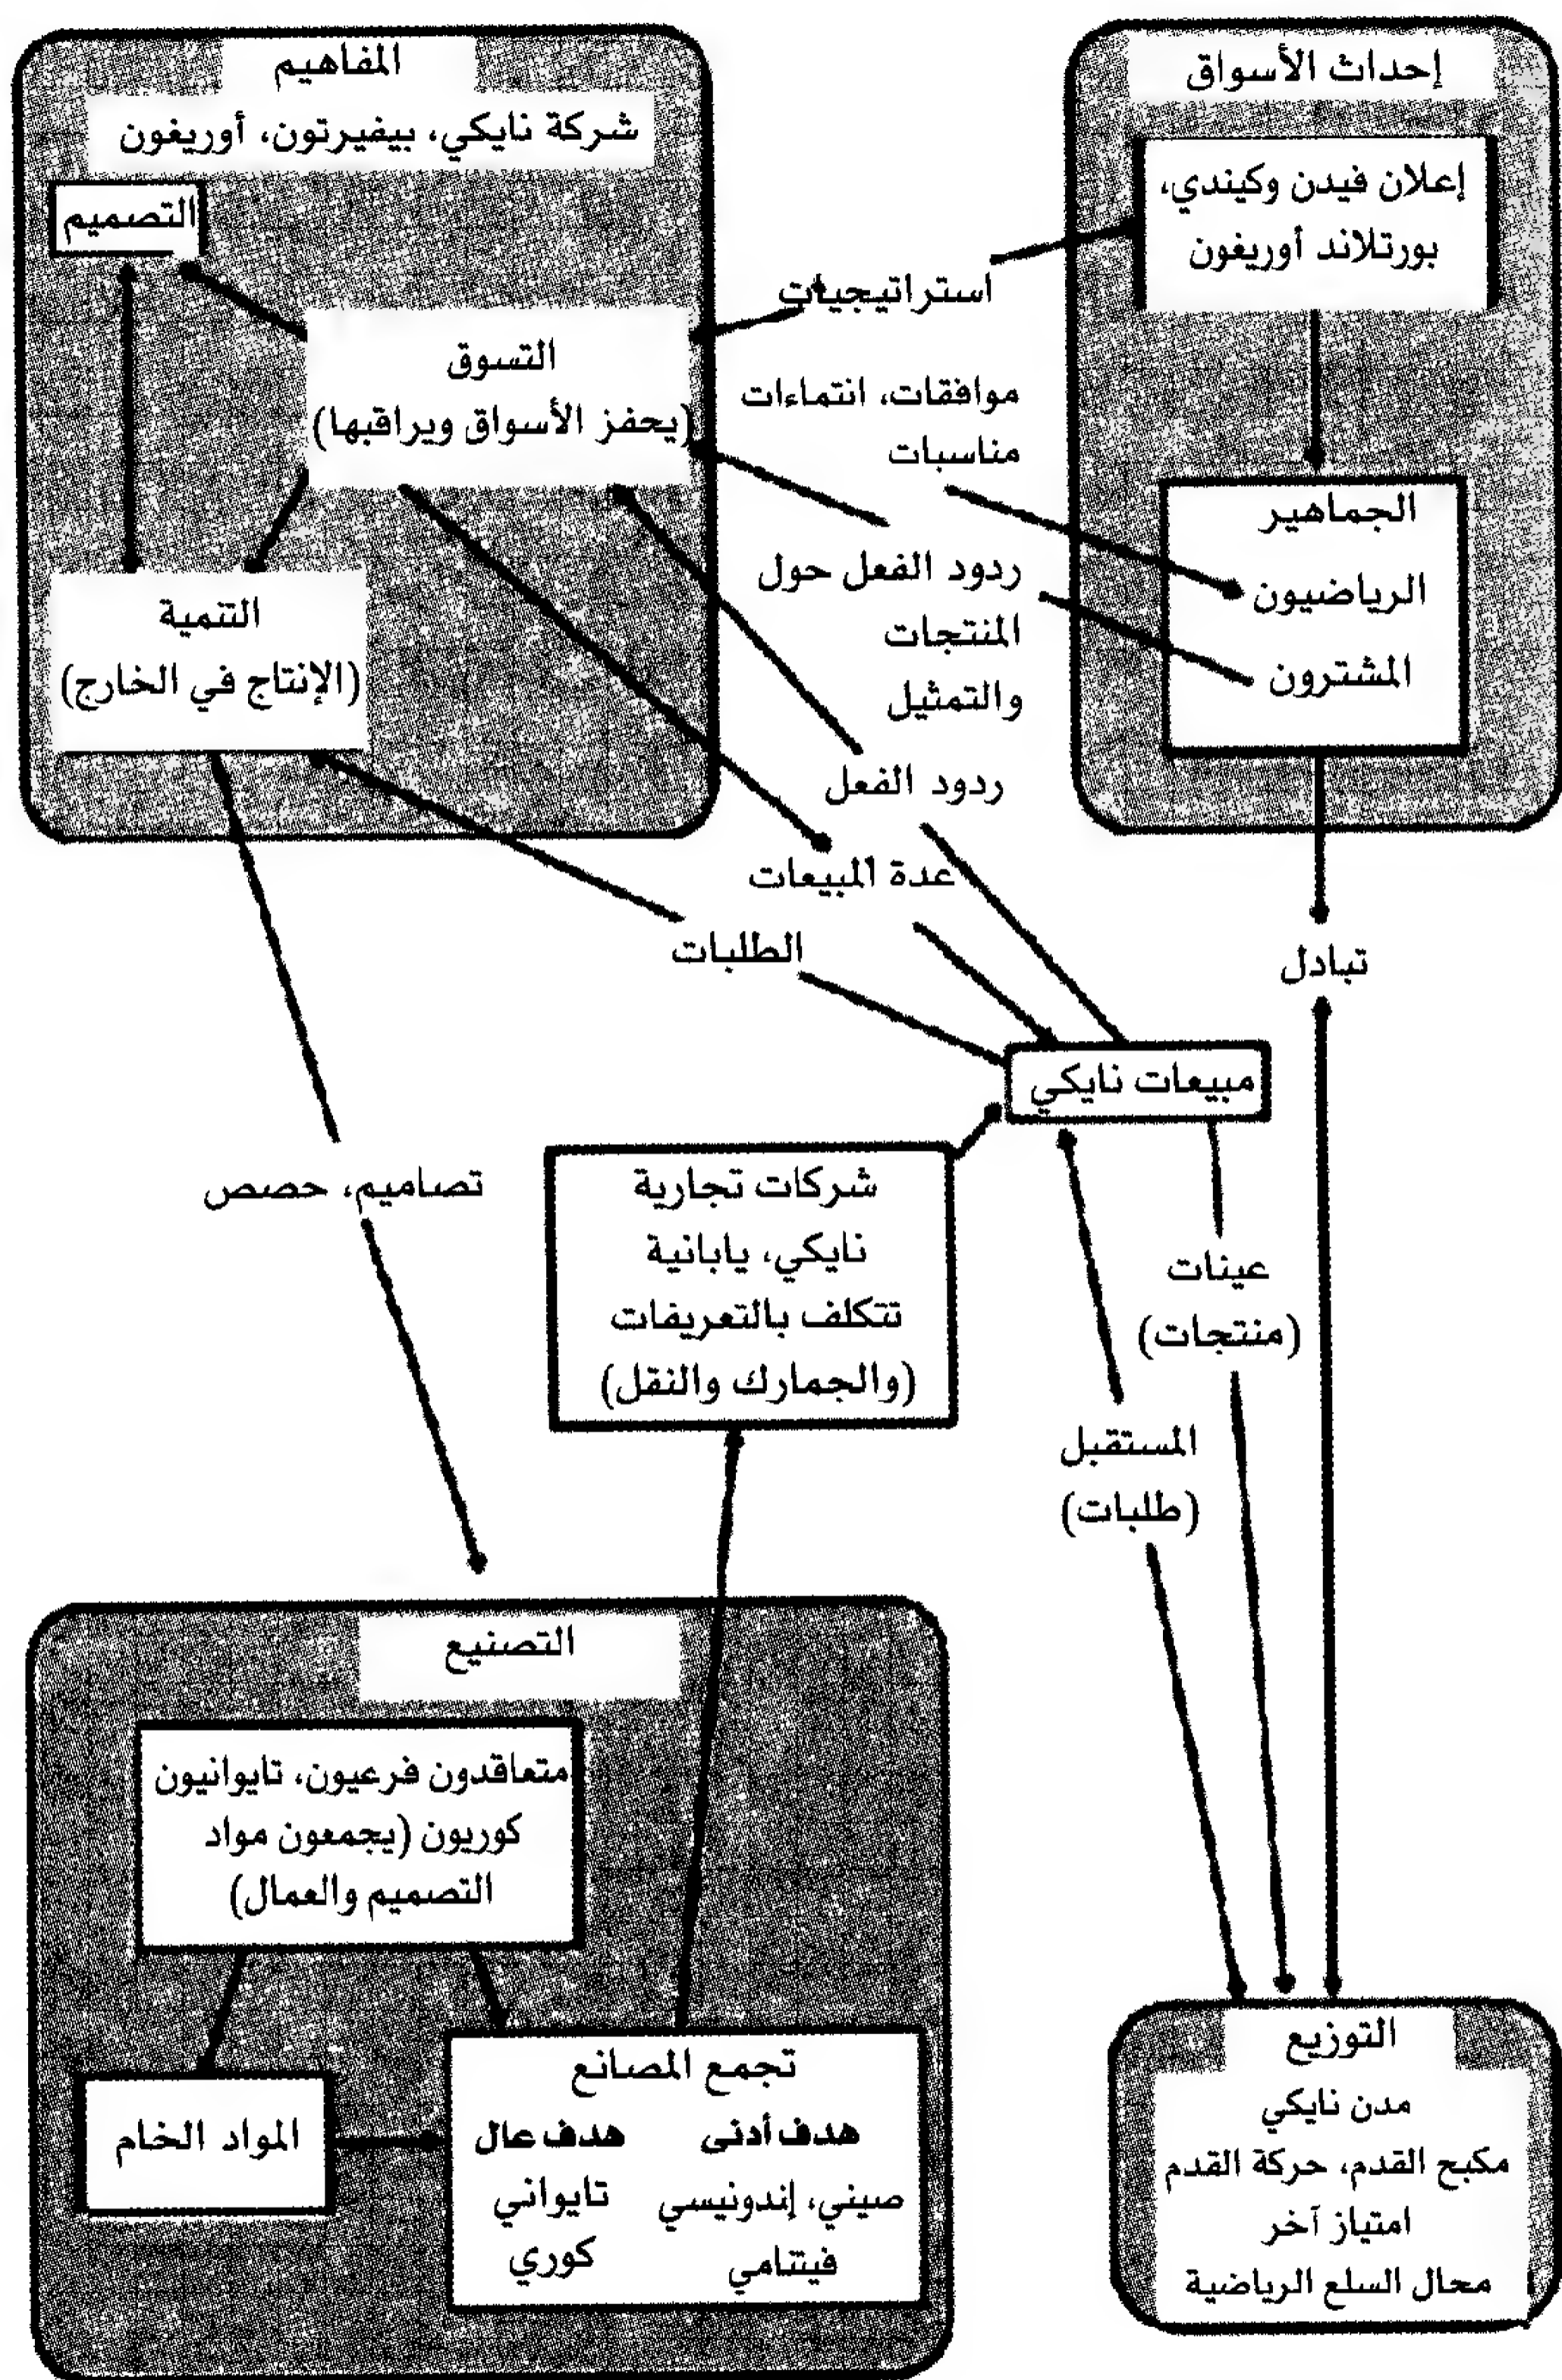 المفاهيم
شركة نايكي، بيفيرتون، أوريغون
التصميم
التسوق
(يحفز الأسواق ويراقبها)
التنمية
(الإنتاج في الخارج)
إحداث الأسواق
إعلان فيدن وكيندي،
بورتلاند أوريغون
الجماهير
الرياضيون
المشترون
استراتيجيات
موافقات، انتماءات
مناسبات
ردود الفعل حول
المنتجات
والتمثيل
ردود الفعل
عدة المبيعات
الطلبات
تبادل
مبيعات نايكي
تصاميم، حصص
شركات تجارية
نايكي، يابانية
تتكلف بالتعريفات
(والجمارك والنقل)
عينات
(منتجات)
المستقبل
(طلبات)
التصنيع
متعاقدون فرعيون، تايوانيون
كوريون (يجمعون مواد
التصميم والعمال)
المواد الخام
تجمع المصانع
هدف أدنى
صيني، إندونيسي
فيتنامي
هدف عال
تايواني
كوري
التوزيع
مدن نايكي
مكبح القدم، حركة القدم
امتياز آخر
محال السلع الرياضية